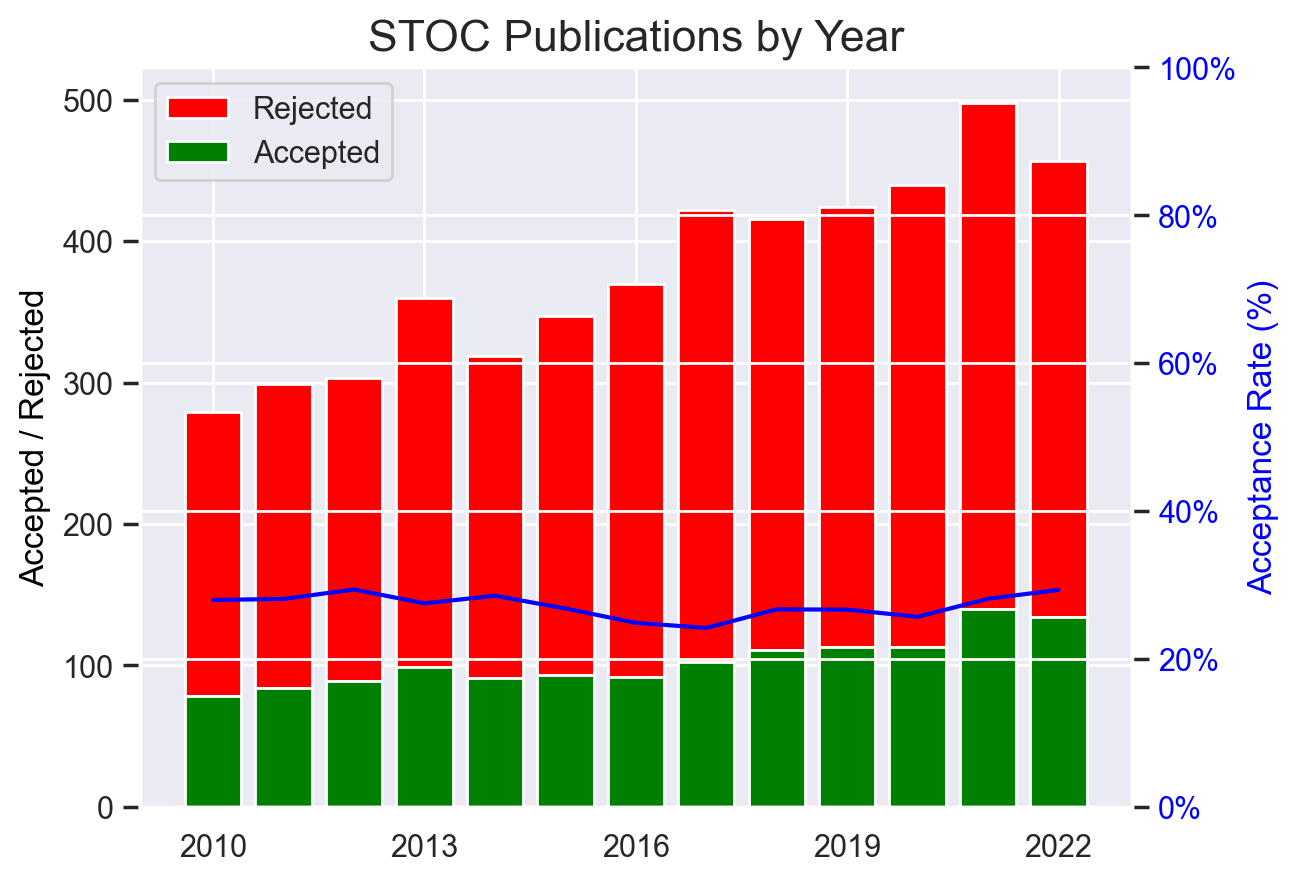 STOC Publications by Year
Rejected
Accepted
500
400
300
200
100
0
Accepted / Rejected
100%
80%
60%
40%
20%
0%
Acceptance Rate (%)
2010 2013 2016 2019 2022